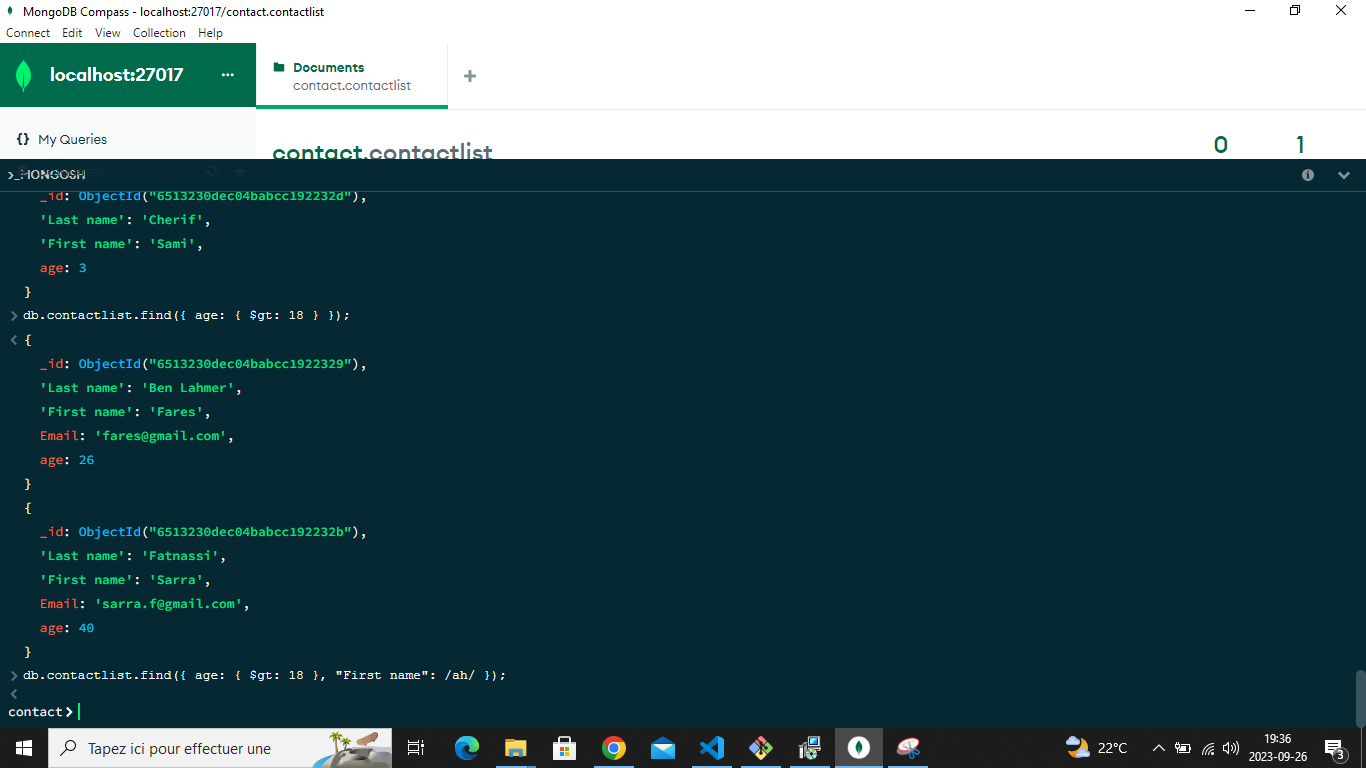 MongoDB Compass - localhost:27017/contact.contactlist
Connect Edit View Collection Help
localhost:27017 ...
Documents
contact.contactlist
{} My Queries
contact.contactlist
0 1
>_MONGOSH
_id: ObjectId("6513230dec04babcc192232d"),
'Last name': 'Cherif',
'First name': 'Sami',
age: 3
}
> db.contactlist.find({ age: { $gt: 18 } });
< {
_id: ObjectId("6513230dec04babcc1922329"),
'Last name': 'Ben Lahmer',
'First name': 'Fares',
Email: 'fares@gmail.com',
age: 26
}
{
_id: ObjectId("6513230dec04babcc192232b"),
'Last name': 'Fatnassi',
'First name': 'Sarra',
Email: 'sarra.f@gmail.com',
age: 40
}
> db.contactlist.find({ age: { $gt: 18 }, "First name": /ah/ });
<
contact>
Tapez ici pour effectuer une
22°C
19:36
2023-09-26
3